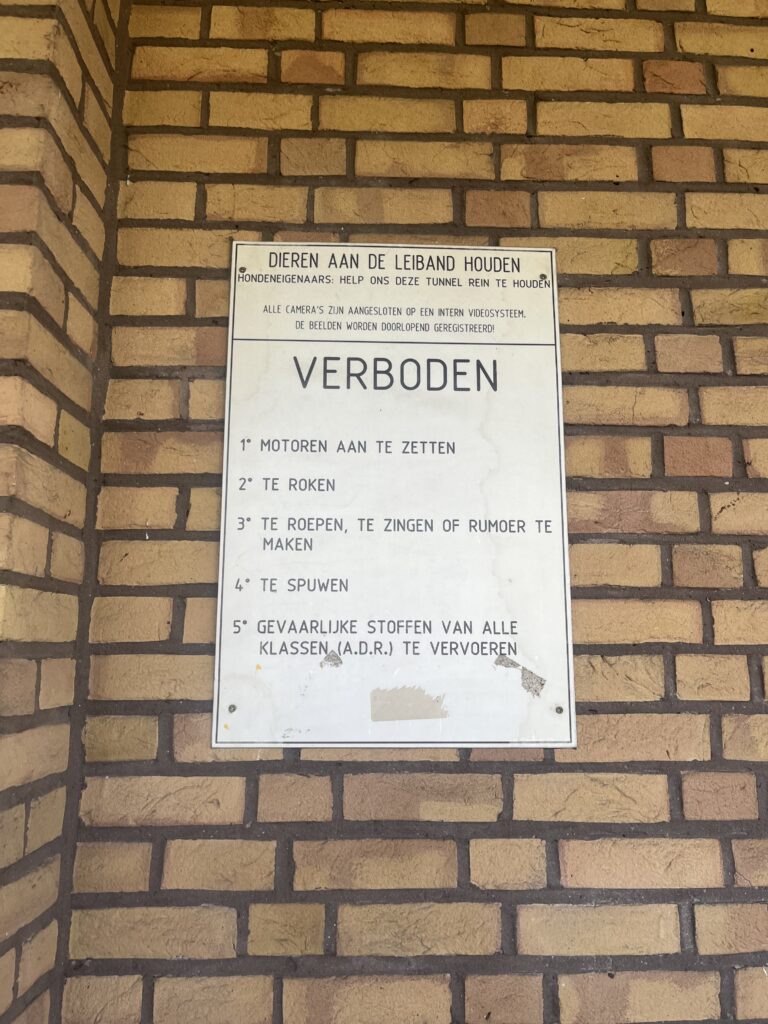 DIEREN AAN DE LEIBAND HOUDEN
HONDENEIGENAARS: HELP ONS DEZE TUNNEL REIN TE HOUDEN
ALLE CAMERA'S ZIJN AANGESLOTEN OP EEN INTERN VIDEOSYSTEEM.
DE BEELDEN WORDEN DOORLOPEND GEREGISTREERD!
VERBODEN
1° MOTOREN AAN TE ZETTEN
2° TE ROKEN
3° TE ROEPEN, TE ZINGEN OF RUMOER TE
MAKEN
4° TE SPUWEN
5° GEVAARLIJKE STOFFEN VAN ALLE
KLASSEN (A.D.R.) TE VERVOEREN